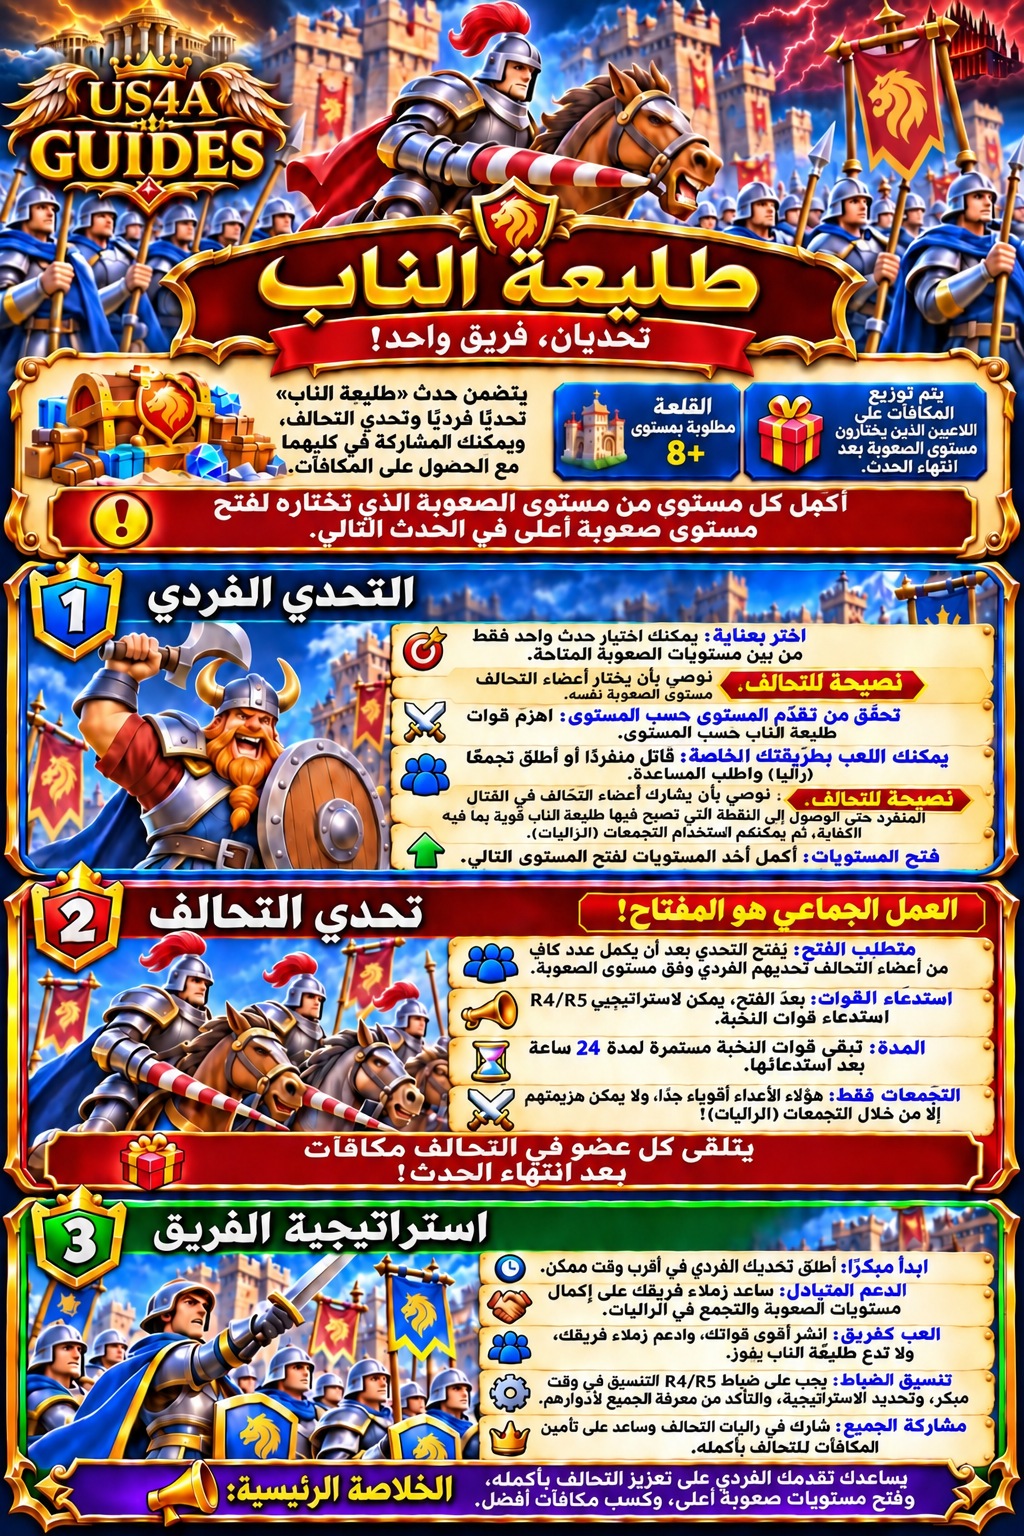 US4A
GUIDES
طليعة الناب
تحديان، فريق واحد!
يتضمن حدث «طليعة الناب»
تحديًا فرديًا وتحدي التحالف،
ويمكنك المشاركة في كليهما
مع الحصول على المكافآت.
القلعة
مطلوبة بمستوى
8+
يتم توزيع
المكافآت على
اللاعبين الذين يختارون
مستوى الصعوبة بعد
انتهاء الحدث.
!
أكمل كل مستوى من مستوى الصعوبة الذي تختاره لفتح
مستوى صعوبة أعلى في الحدث التالي.
1
التحدي الفردي
اختر بعناية: يمكنك اختيار حدث واحد فقط
من بين مستويات الصعوبة المتاحة.
نصيحة للتحالف، نوصي بأن يختار أعضاء التحالف
مستوى الصعوبة نفسه.
تحقّق من تقدّم المستوى حسب المستوى: اهزم قوات
طليعة الناب حسب المستوى.
يمكنك اللعب بطريقتك الخاصة: قاتل منفردًا أو أطلق تجمعًا
(راليا) واطلب المساعدة.
نصيحة للتحالف. : نوصي بأن يشارك أعضاء التحالف في القتال
المنفرد حتى الوصول إلى النقطة التي تصبح فيها طليعة الناب قوية بما فيه
الكفاية، ثم يمكنكم استخدام التجمعات (الراليات).
فتح المستويات: أكمل أحد المستويات لفتح المستوى التالي.
2
تحدي التحالف
العمل الجماعي هو المفتاح!
متطلب الفتح: يُفتح التحدي بعد أن يكمل عدد كافٍ
من أعضاء التحالف تحديهم الفردي وفق مستوى الصعوبة.
استدعاء القوات: بعد الفتح، يمكن لاستراتيجيي R4/R5
استدعاء قوات النخبة.
المدة: تبقى قوات النخبة مستمرة لمدة 24 ساعة
بعد استدعائها.
التجمعات فقط: هؤلاء الأعداء أقوياء جدًا، ولا يمكن هزيمتهم
إلا من خلال التجمعات (الراليات)!
يتلقى كل عضو في التحالف مكافآت
بعد انتهاء الحدث!
3
استراتيجية الفريق
ابدأ مبكرًا: أطلق تحديك الفردي في أقرب وقت ممكن.
الدعم المتبادل: ساعد زملاء فريقك على إكمال
مستويات الصعوبة والتجمع في الراليات.
العب كفريق: انشر أقوى قواتك، وادعم زملاء فريقك،
ولا تدع طليعة الناب يفوز.
تنسيق الضباط: يجب على ضباط R4/R5 التنسيق في وقت
مبكر، وتحديد الاستراتيجية، والتأكد من معرفة الجميع لأدوارهم.
مشاركة الجميع: شارك في راليات التحالف وساعد على تأمين
المكافآت للتحالف بأكمله.
الخلاصة الرئيسية:
يساعدك تقدمك الفردي على تعزيز التحالف بأكمله،
وفتح مستويات صعوبة أعلى، وكسب مكافآت أفضل.